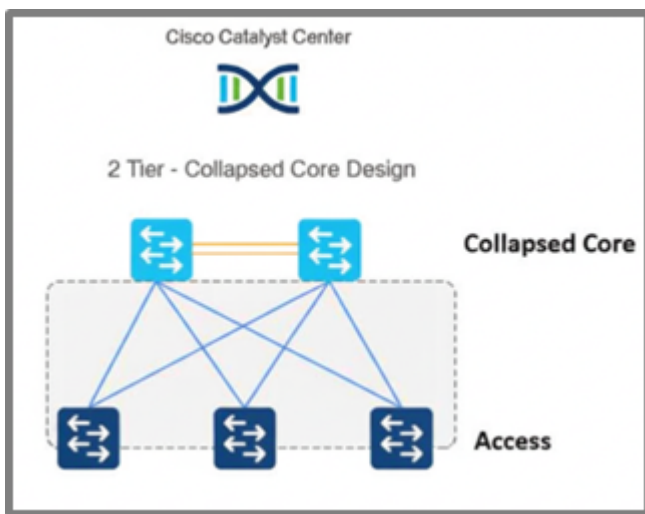 Cisco Catalyst Center
2 Tier - Collapsed Core Design
Collapsed Core
Access